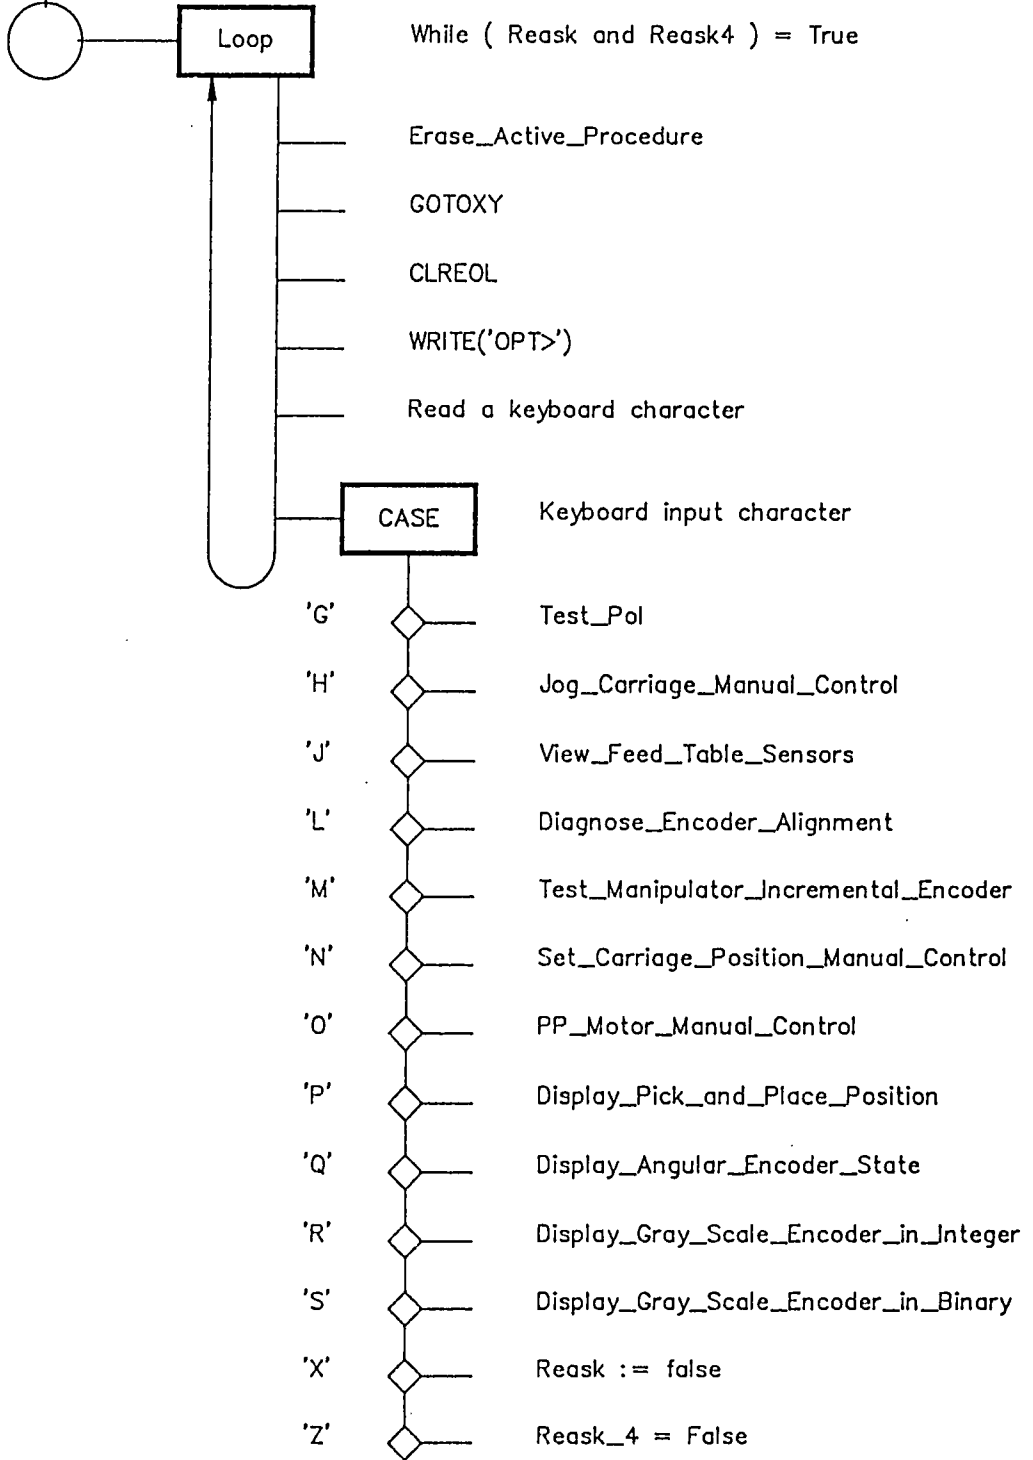 Loop While ( Reask and Reask4 ) = True
Erase_Active_Procedure
GOTOXY
CLREOL
WRITE('OPT>')
Read a keyboard character
CASE Keyboard input character
'G' Test_Pol
'H' Jog_Carriage_Manual_Control
'J' View_Feed_Table_Sensors
'L' Diagnose_Encoder_Alignment
'M' Test_Manipulator_Incremental_Encoder
'N' Set_Carriage_Position_Manual_Control
'O' PP_Motor_Manual_Control
'P' Display_Pick_and_Place_Position
'Q' Display_Angular_Encoder_State
'R' Display_Gray_Scale_Encoder_in_Integer
'S' Display_Gray_Scale_Encoder_in_Binary
'X' Reask := false
'Z' Reask_4 = False